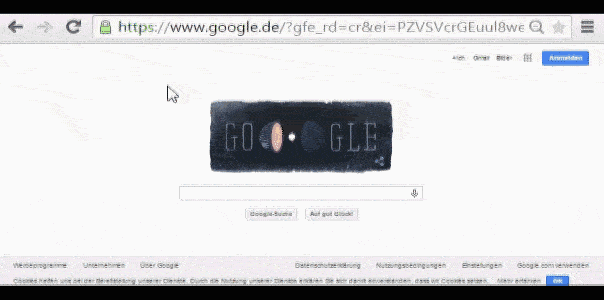 https://www.google.de/?gfe_rd=cr&ei=PZVSVcrGEuul8we
+Ich Gmail Bilder Anmelden
GO GLE
Google-Suche Auf gut Glück!
Werbeprogramme Unternehmen Über Google Datenschutzerklärung Nutzungsbedingungen Einstellungen Google.com verwenden
Cookies helfen uns bei der Bereitstellung unserer Dienste. Durch die Nutzung unserer Dienste erklären Sie sich damit einverstanden, dass wir Cookies setzen. Mehr erfahren OK